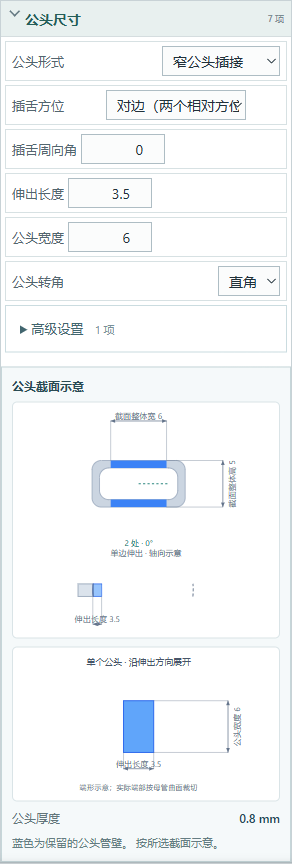 公头尺寸 7 项
公头形式 窄公头插接
插舌方位 对边（两个相对方位
插舌周向角 0
伸出长度 3.5
公头宽度 6
公头转角 直角
高级设置 1 项
公头截面示意
截面整体宽 6
截面整体高 5
2 处 · 0°
单边伸出 · 轴向示意
伸出长度 3.5
单个公头 · 沿伸出方向展开
公头宽度 6
伸出长度 3.5
端形示意；实际端部按母管曲面裁切
公头厚度 0.8 mm
蓝色为保留的公头管壁。 按所选截面示意。